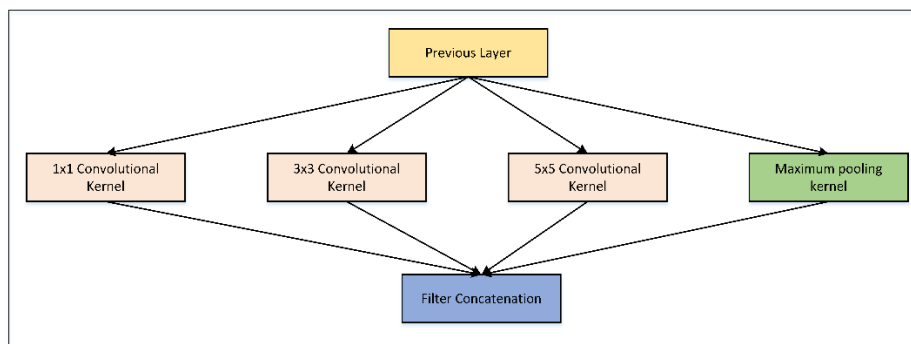 Previous Layer
1x1 Convolutional
Kernel
3x3 Convolutional
Kernel
5x5 Convolutional
Kernel
Maximum pooling
kernel
Filter Concatenation